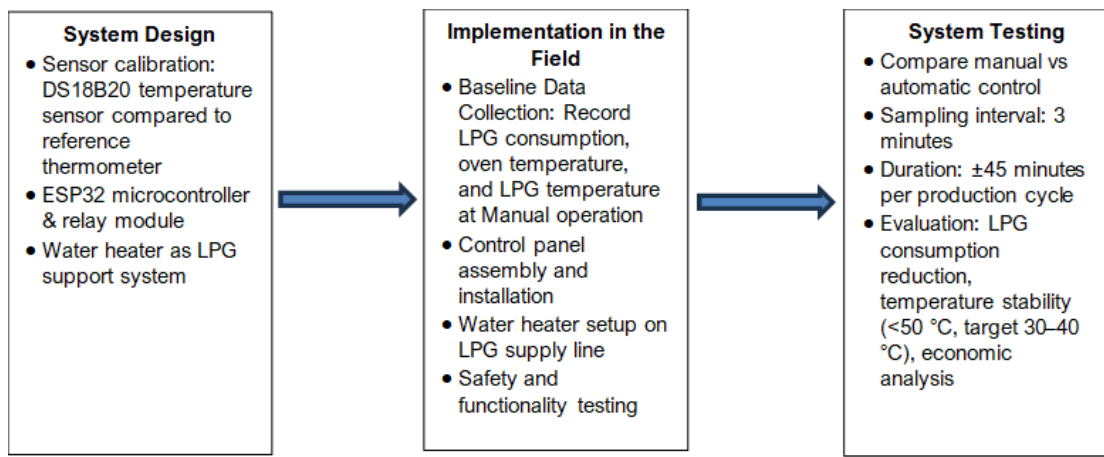 System Design
● Sensor calibration:
DS18B20 temperature
sensor compared to
reference
thermometer
● ESP32 microcontroller
& relay module
● Water heater as LPG
support system
Implementation in the
Field
● Baseline Data
Collection: Record
LPG consumption,
oven temperature,
and LPG temperature
at Manual operation
● Control panel
assembly and
installation
● Water heater setup on
LPG supply line
● Safety and
functionality testing
System Testing
● Compare manual vs
automatic control
● Sampling interval: 3
minutes
● Duration: ±45 minutes
per production cycle
● Evaluation: LPG
consumption
reduction,
temperature stability
(<50 °C, target 30–40
°C), economic
analysis